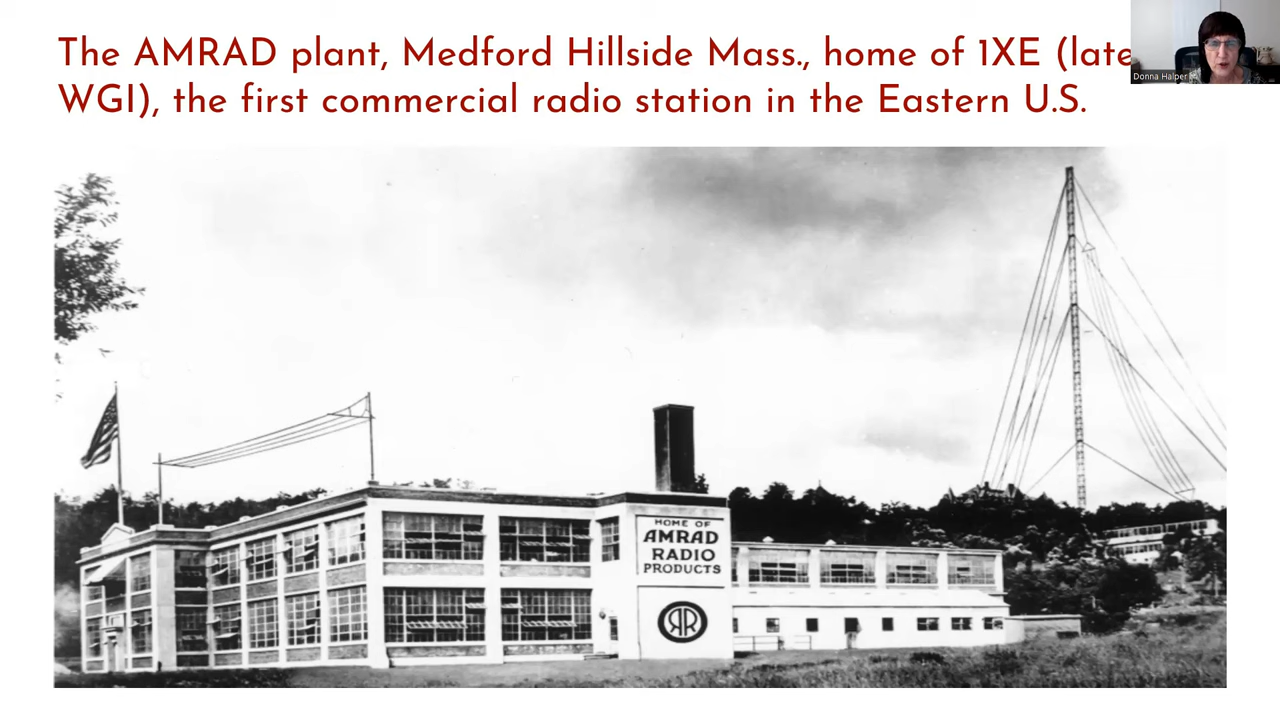 The AMRAD plant, Medford Hillside Mass., home of 1XE (late
WGI), the first commercial radio station in the Eastern U.S.
Donna Halper
HOME OF
AMRAD
RADIO
PRODUCTS